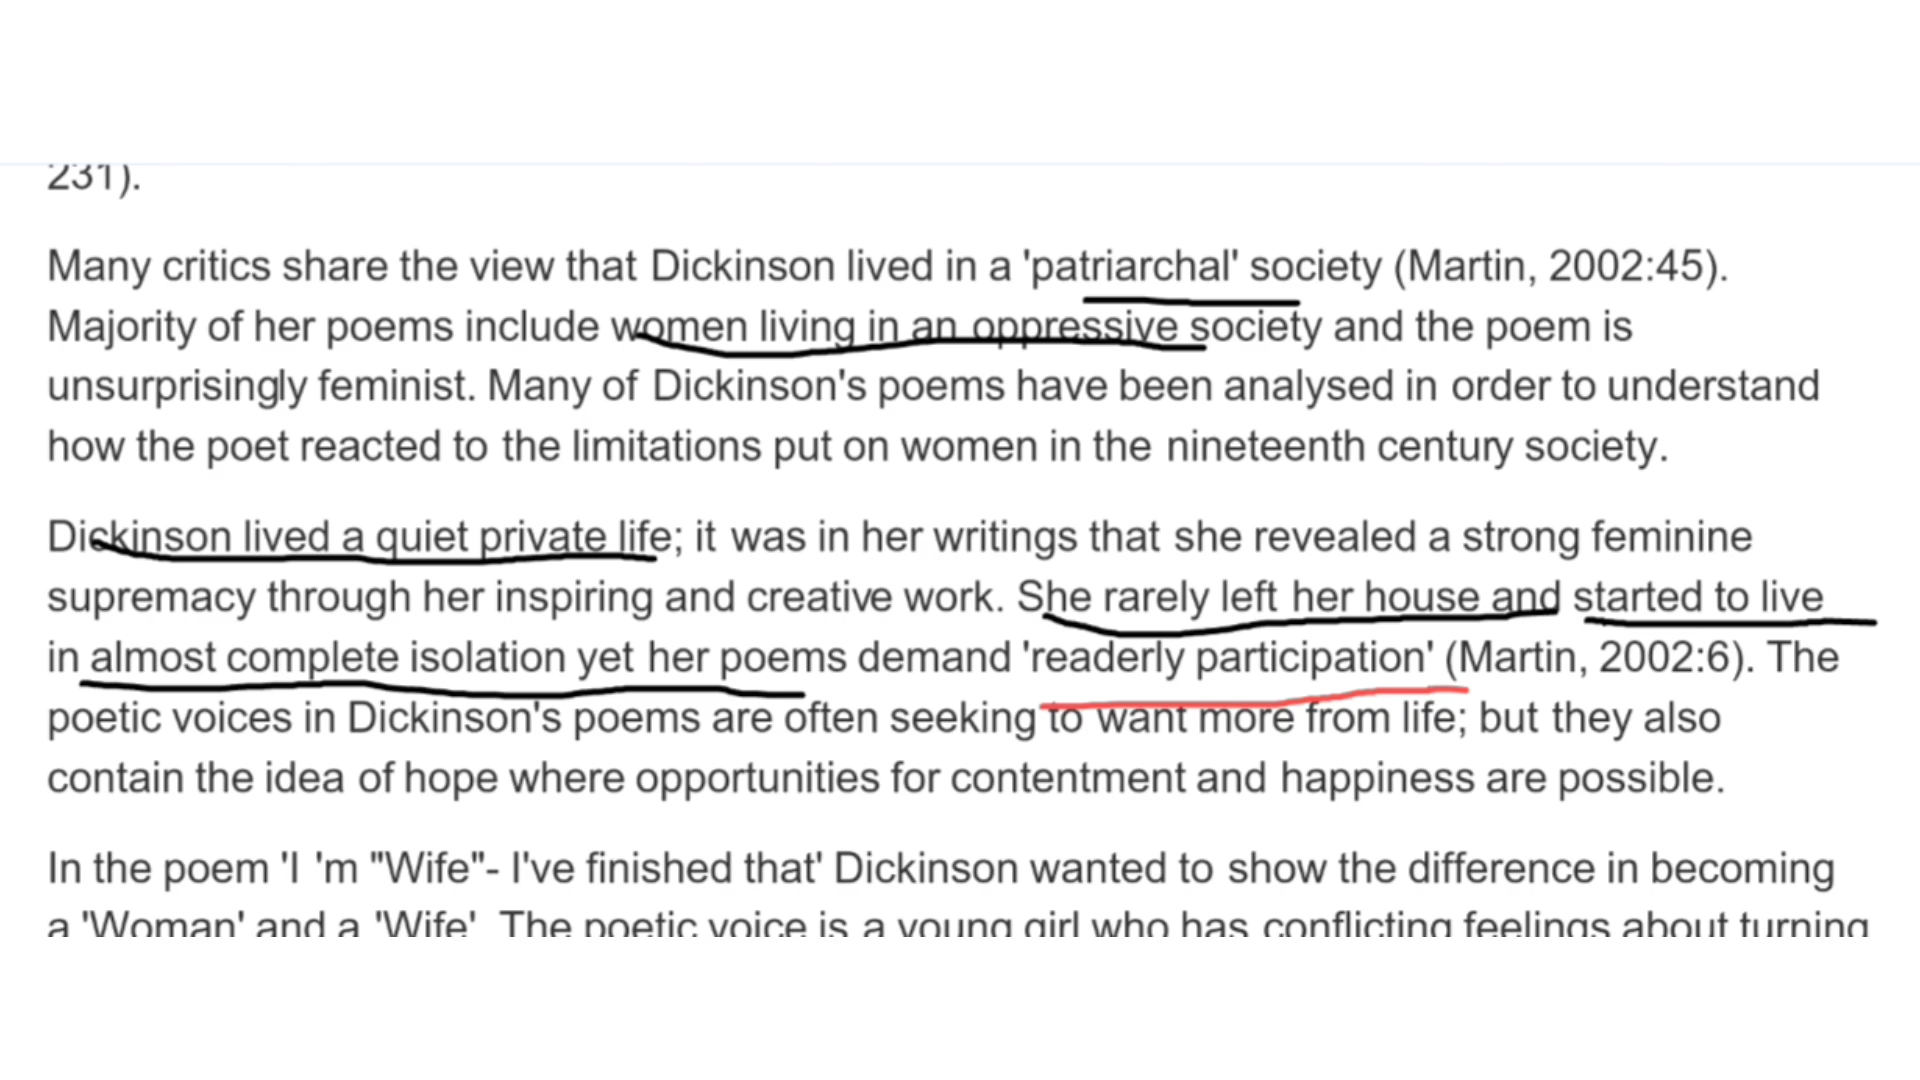 231).
Many critics share the view that Dickinson lived in a 'patriarchal' society (Martin, 2002:45).
Majority of her poems include women living in an oppressive society and the poem is
unsurprisingly feminist. Many of Dickinson's poems have been analysed in order to understand
how the poet reacted to the limitations put on women in the nineteenth century society.
Dickinson lived a quiet private life; it was in her writings that she revealed a strong feminine
supremacy through her inspiring and creative work. She rarely left her house and started to live
in almost complete isolation yet her poems demand 'readerly participation' (Martin, 2002:6). The
poetic voices in Dickinson's poems are often seeking to want more from life; but they also
contain the idea of hope where opportunities for contentment and happiness are possible.
In the poem 'I 'm "Wife"- I've finished that' Dickinson wanted to show the difference in becoming
a 'Woman' and a 'Wife' The poetic voice is a young girl who has conflicting feelings about turning